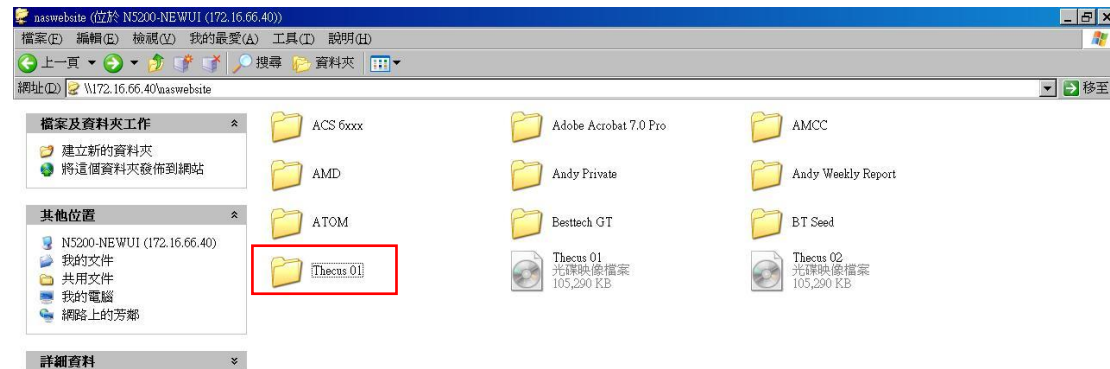 naswebsite (位於 N5200-NEWUI (172.16.66.40))
檔案(F) 編輯(E) 檢視(V) 我的最愛(A) 工具(T) 說明(H)
上一頁 搜尋 資料夾
網址(D) \\172.16.66.40\naswebsite 移至
檔案及資料夾工作
建立新的資料夾
將這個資料夾發佈到網站
其他位置
N5200-NEWUI (172.16.66.40)
我的文件
共用文件
我的電腦
網路上的芳鄰
詳細資料
ACS 6xxx Adobe Acrobat 7.0 Pro AMCC
AMD Andy Private Andy Weekly Report
ATOM Besttech GT BT Seed
Thecus 01
Thecus 01
光碟映像檔案
105,290 KB
Thecus 02
光碟映像檔案
105,290 KB